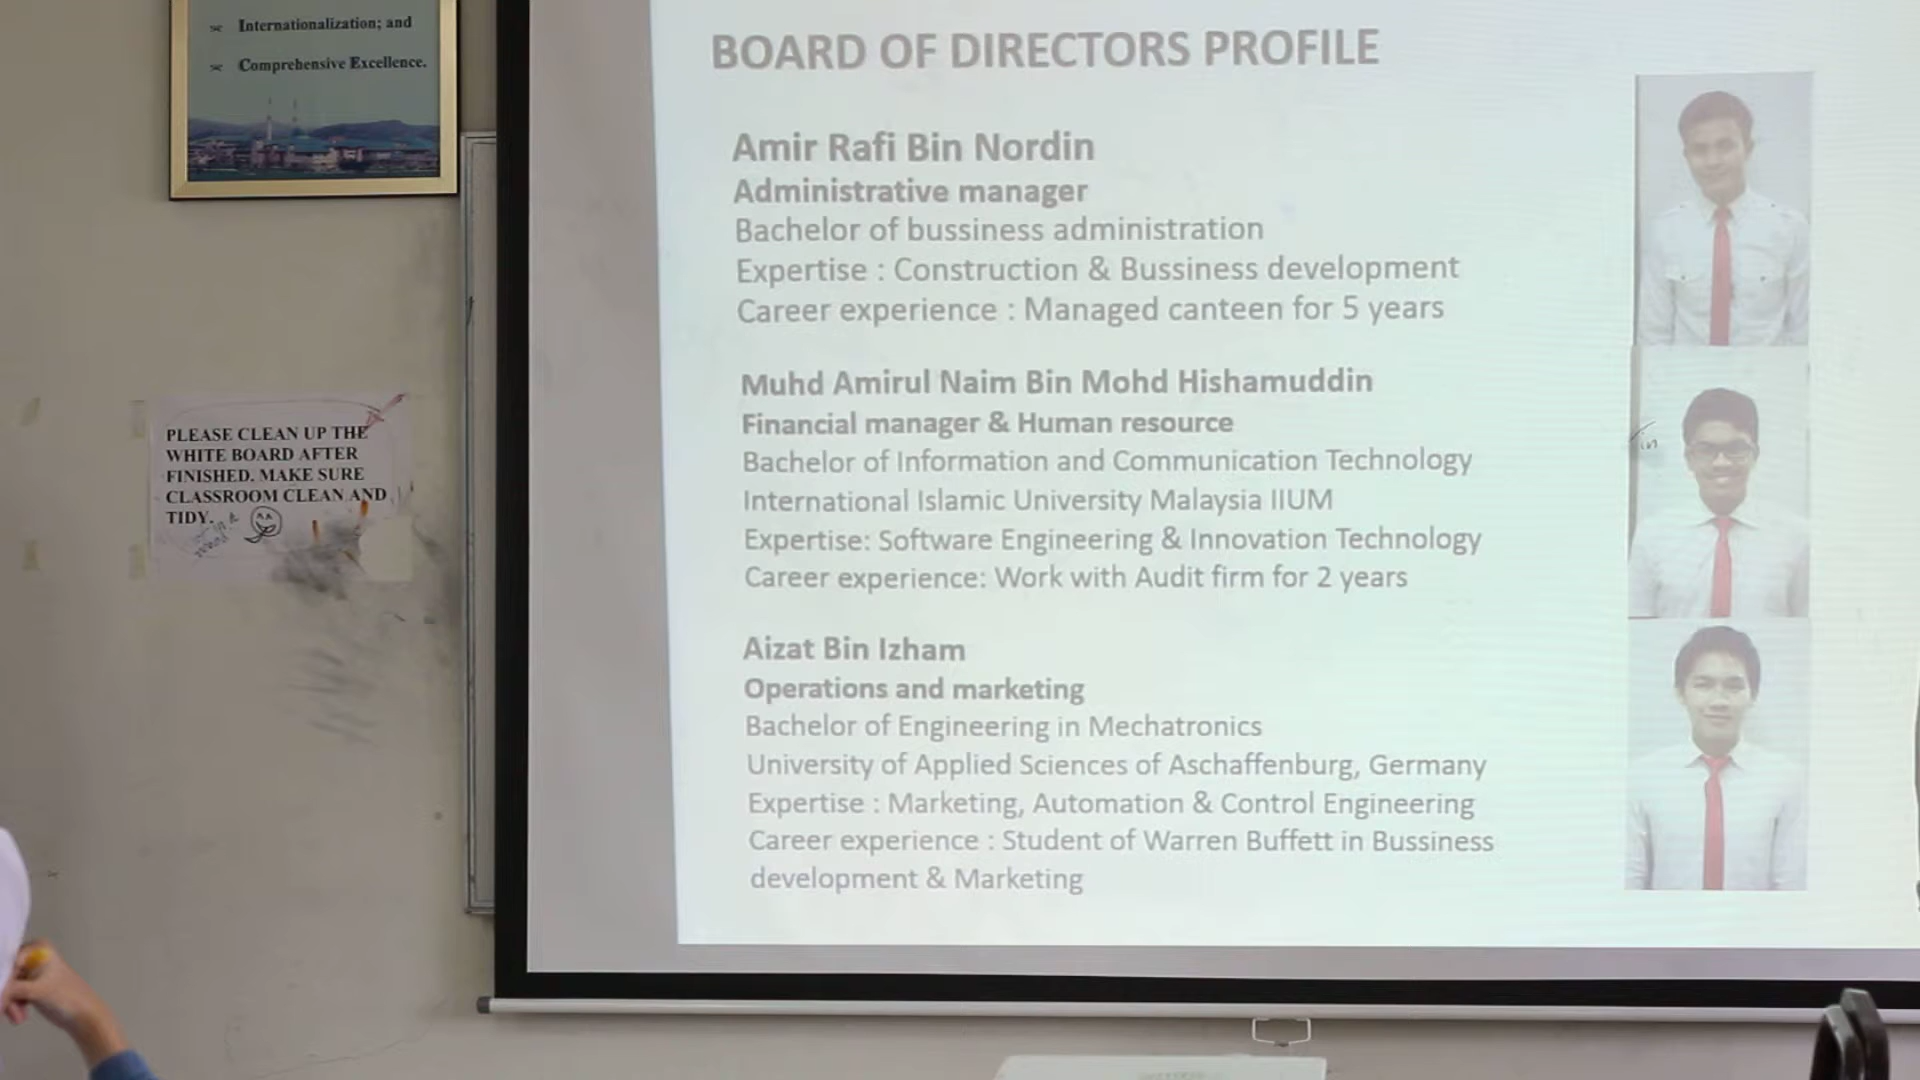 Internationalization; and
Comprehensive Excellence.
PLEASE CLEAN UP THE
WHITE BOARD AFTER
FINISHED. MAKE SURE
CLASSROOM CLEAN AND
TIDY.
BOARD OF DIRECTORS PROFILE
Amir Rafi Bin Nordin
Administrative manager
Bachelor of bussiness administration
Expertise : Construction & Bussiness development
Career experience : Managed canteen for 5 years
Muhd Amirul Naim Bin Mohd Hishamuddin
Financial manager & Human resource
Bachelor of Information and Communication Technology
International Islamic University Malaysia IIUM
Expertise: Software Engineering & Innovation Technology
Career experience: Work with Audit firm for 2 years
Aizat Bin Izham
Operations and marketing
Bachelor of Engineering in Mechatronics
University of Applied Sciences of Aschaffenburg, Germany
Expertise : Marketing, Automation & Control Engineering
Career experience : Student of Warren Buffett in Bussiness
development & Marketing